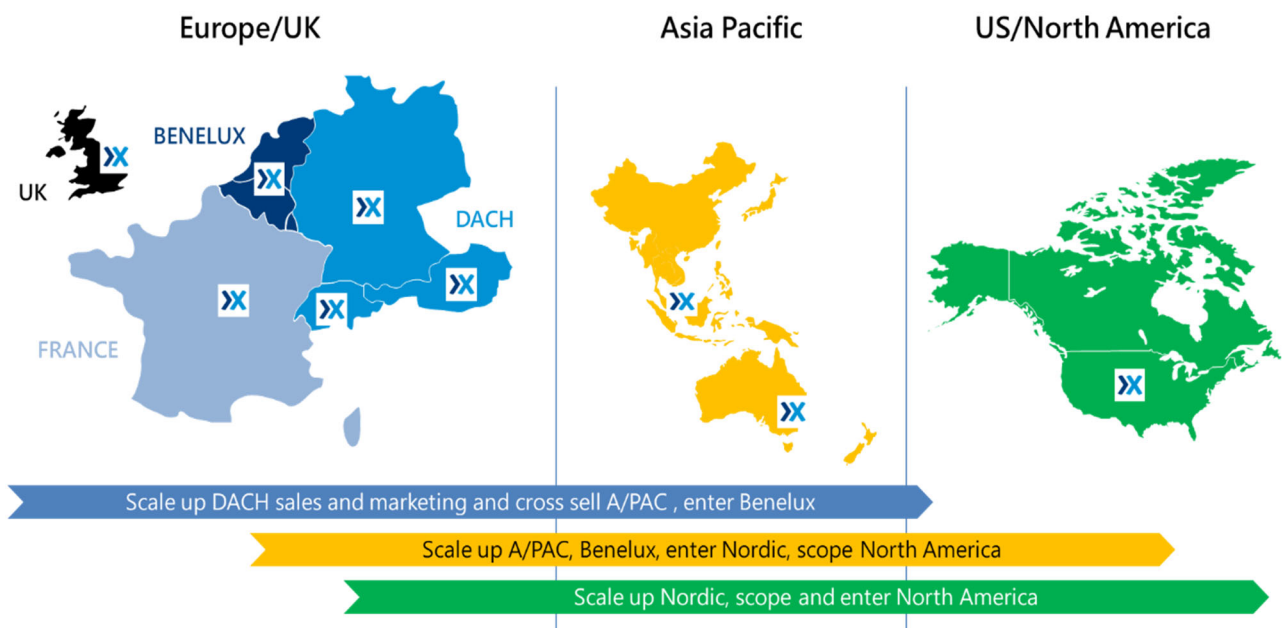 Europe/UK
Asia Pacific
US/North America
BENELUX
UK
DACH
FRANCE
Scale up DACH sales and marketing and cross sell A/PAC , enter Benelux
Scale up A/PAC, Benelux, enter Nordic, scope North America
Scale up Nordic, scope and enter North America